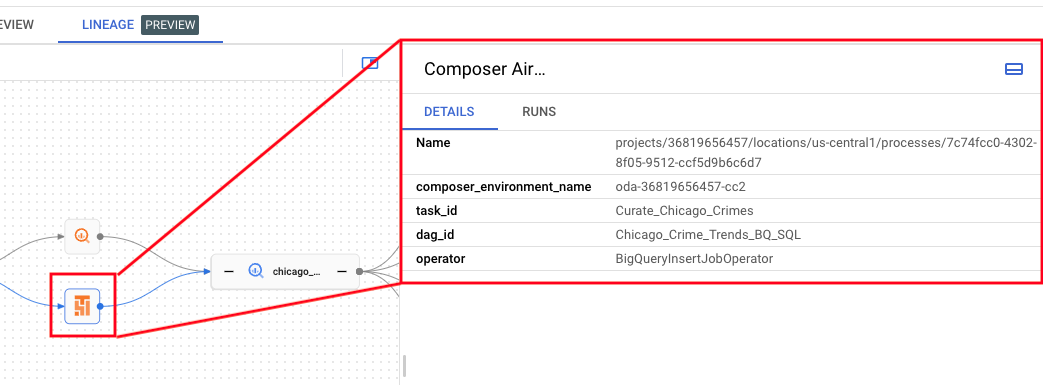 EVIEW
LINEAGE PREVIEW
Composer Air...
DETAILS RUNS
Name projects/36819656457/locations/us-central1/processes/7c74fcc0-4302-
8f05-9512-ccf5d9b6c6d7
composer_environment_name oda-36819656457-cc2
task_id Curate_Chicago_Crimes
dag_id Chicago_Crime_Trends_BQ_SQL
operator BigQueryInsertJobOperator
chicago_...